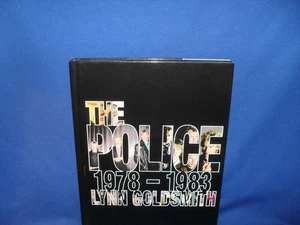 THE
POLICE
1978-1983
LYNN GOLDSMITH